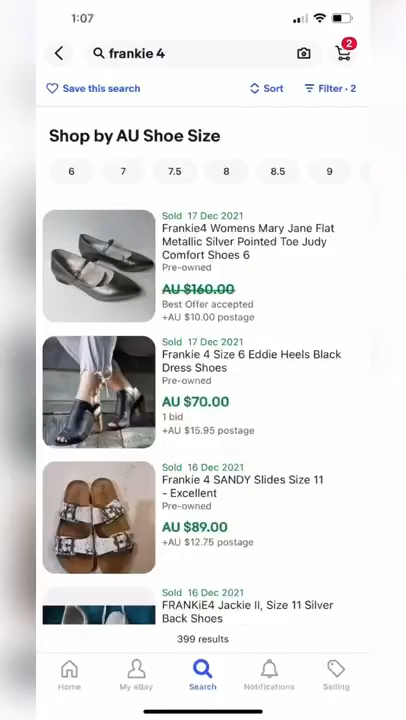 1:07
frankie 4
2
Save this search
Sort
Filter • 2
Shop by AU Shoe Size
6 7 7.5 8 8.5 9
Sold 17 Dec 2021
Frankie4 Womens Mary Jane Flat
Metallic Silver Pointed Toe Judy
Comfort Shoes 6
Pre-owned
AU $160.00
Best Offer accepted
+AU $10.00 postage
Sold 17 Dec 2021
Frankie 4 Size 6 Eddie Heels Black
Dress Shoes
Pre-owned
AU $70.00
1 bid
+AU $15.95 postage
Sold 16 Dec 2021
Frankie 4 SANDY Slides Size 11
- Excellent
Pre-owned
AU $89.00
+AU $12.75 postage
Sold 16 Dec 2021
FRANKiE4 Jackie II, Size 11 Silver
Back Shoes
399 results
Home My eBay Search Notifications Selling